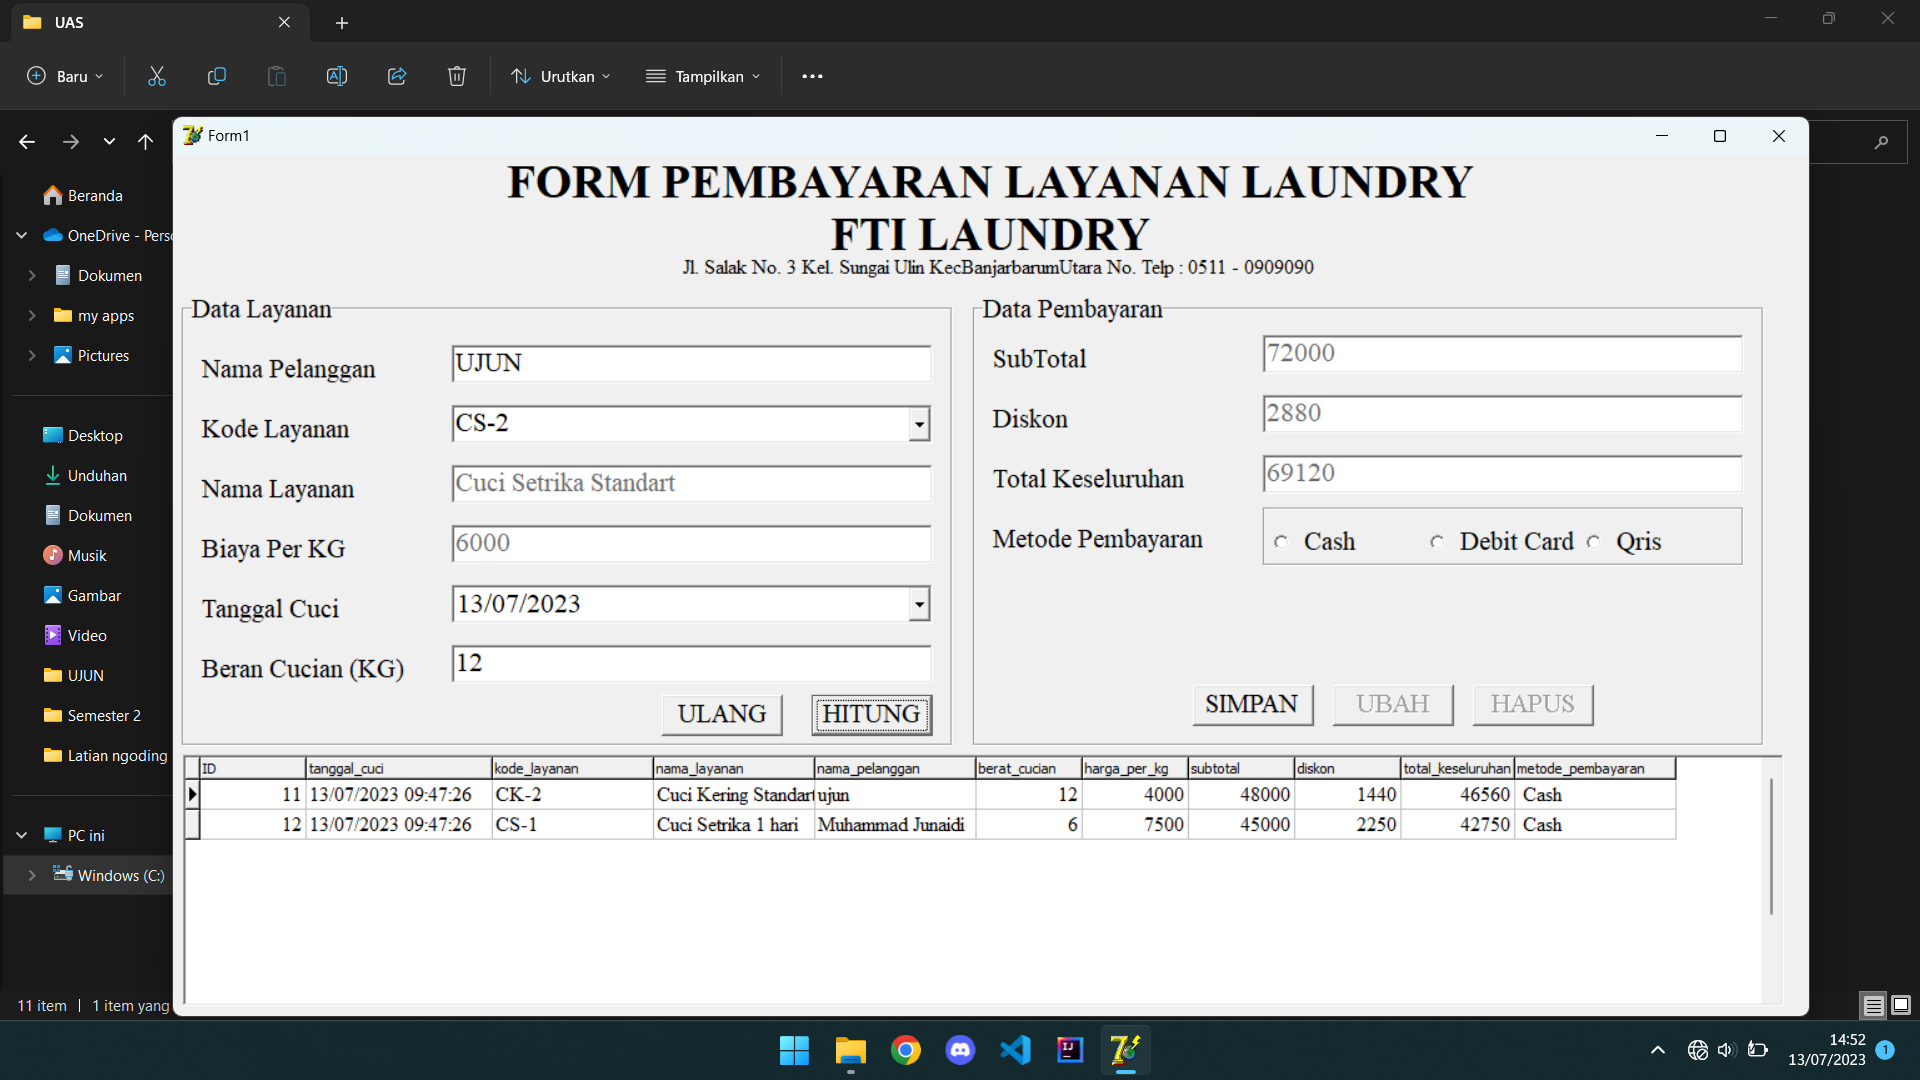 UAS
Baru
Urutkan
Tampilkan
Form1
FORM PEMBAYARAN LAYANAN LAUNDRY
FTI LAUNDRY
Jl. Salak No. 3 Kel. Sungai Ulin KecBanjarbarumUtara No. Telp : 0511 - 0909090
Beranda
OneDrive - Pers
Dokumen
my apps
Pictures
Desktop
Unduhan
Dokumen
Musik
Gambar
Video
UJUN
Semester 2
Latian ngoding
PC ini
Windows (C:)
11 item
1 item yang
Data Layanan
Nama Pelanggan UJUN
Kode Layanan CS-2
Nama Layanan Cuci Setrika Standart
Biaya Per KG 6000
Tanggal Cuci 13/07/2023
Beran Cucian (KG) 12
ULANG HITUNG
Data Pembayaran
SubTotal 72000
Diskon 2880
Total Keseluruhan 69120
Metode Pembayaran Cash Debit Card Qris
SIMPAN UBAH HAPUS
ID tanggal_cuci kode_layanan nama_layanan nama_pelanggan berat_cucian harga_per_kg subtotal diskon total_keseluruhan metode_pembayaran
11 13/07/2023 09:47:26 CK-2 Cuci Kering Standart ujun 12 4000 48000 1440 46560 Cash
12 13/07/2023 09:47:26 CS-1 Cuci Setrika 1 hari Muhammad Junaidi 6 7500 45000 2250 42750 Cash
14:52
13/07/2023
1